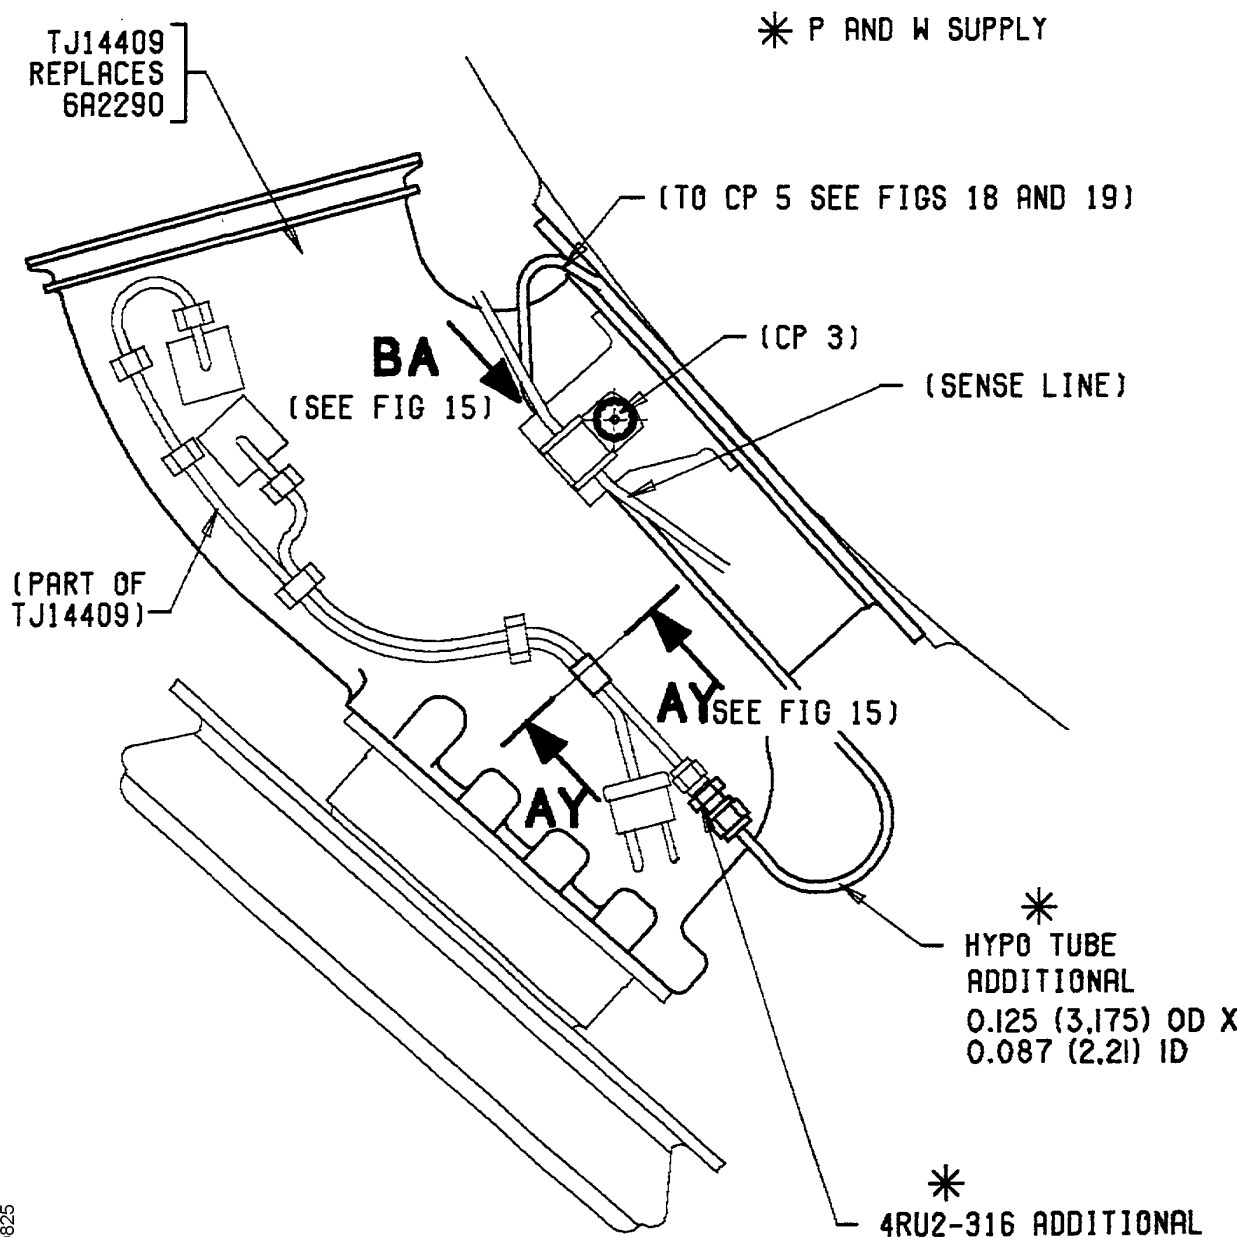 ✳ P AND W SUPPLY
TJ14409
REPLACES
6A2290
(TO CP 5 SEE FIGS 18 AND 19)
(CP 3)
BA
(SEE FIG 15)
(SENSE LINE)
(PART OF
TJ14409)
AY
SEE FIG 15)
AY
✳
HYPO TUBE
ADDITIONAL
0.125 (3,175) OD X
0.087 (2,21) ID
✳
4RU2-316 ADDITIONAL